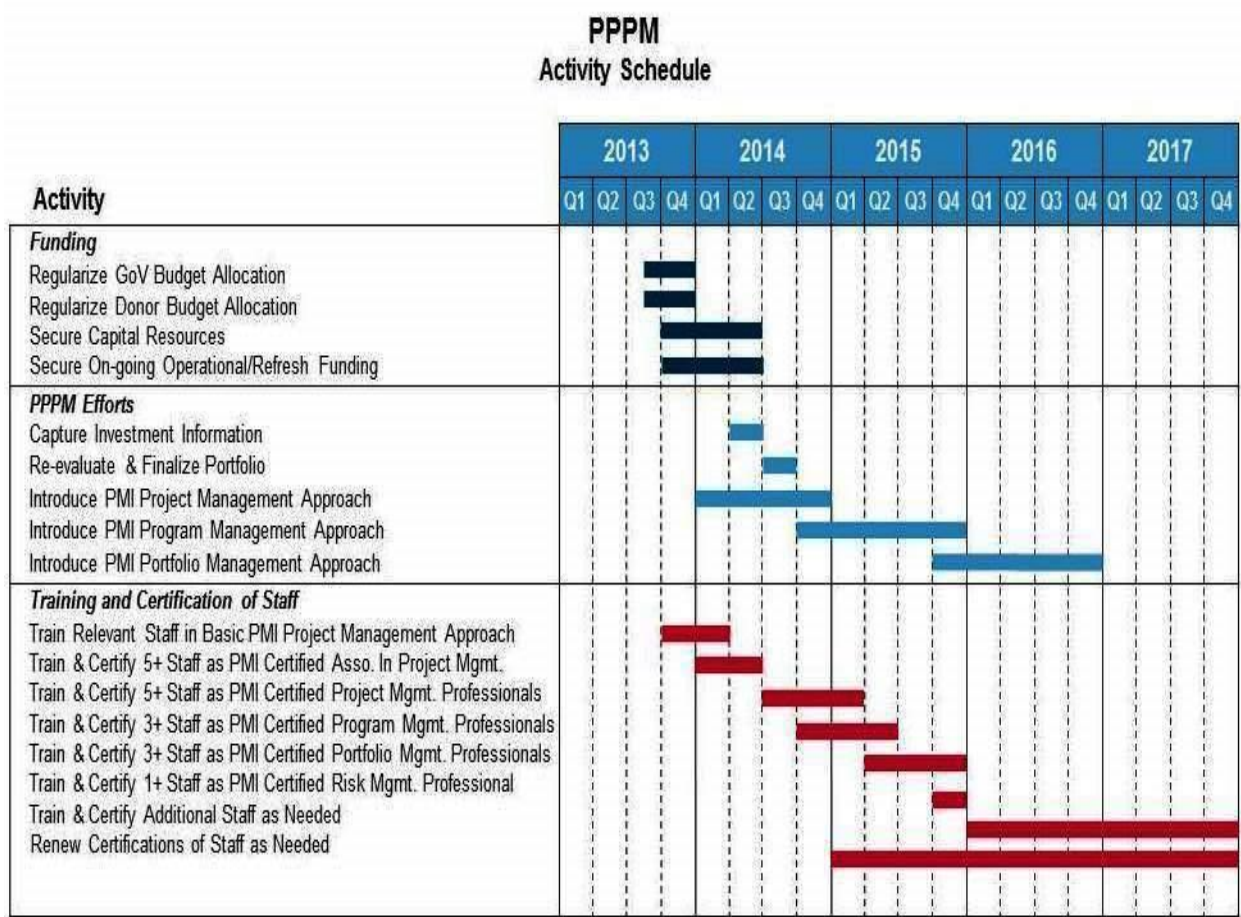 PPPM
Activity Schedule
2013 2014 2015 2016 2017
Activity Q1 Q2 Q3 Q4 Q1 Q2 Q3 Q4 Q1 Q2 Q3 Q4 Q1 Q2 Q3 Q4 Q1 Q2 Q3 Q4
Funding
Regularize GoV Budget Allocation
Regularize Donor Budget Allocation
Secure Capital Resources
Secure On-going Operational/Refresh Funding
PPPM Efforts
Capture Investment Information
Re-evaluate & Finalize Portfolio
Introduce PMI Project Management Approach
Introduce PMI Program Management Approach
Introduce PMI Portfolio Management Approach
Training and Certification of Staff
Train Relevant Staff in Basic PMI Project Management Approach
Train & Certify 5+ Staff as PMI Certified Asso. In Project Mgmt.
Train & Certify 5+ Staff as PMI Certified Project Mgmt. Professionals
Train & Certify 3+ Staff as PMI Certified Program Mgmt. Professionals
Train & Certify 3+ Staff as PMI Certified Portfolio Mgmt. Professionals
Train & Certify 1+ Staff as PMI Certified Risk Mgmt. Professional
Train & Certify Additional Staff as Needed
Renew Certifications of Staff as Needed